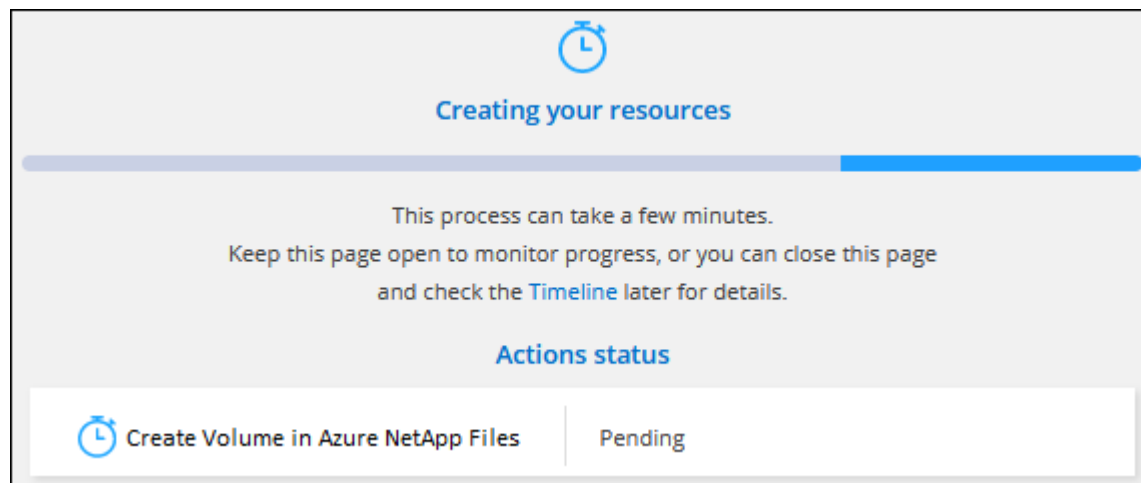 Creating your resources
This process can take a few minutes.
Keep this page open to monitor progress, or you can close this page
and check the Timeline later for details.
Actions status
Create Volume in Azure NetApp Files
Pending